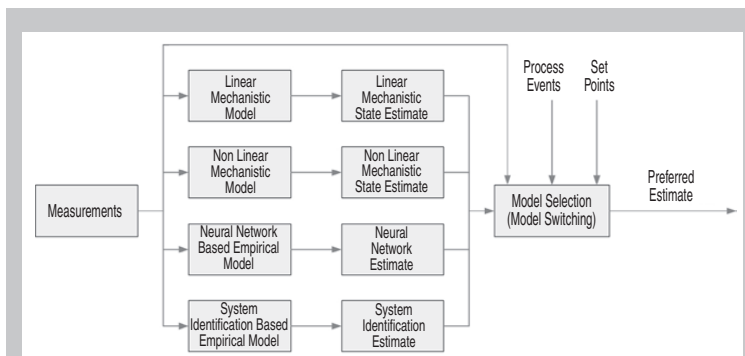 Process
Events
Set
Points
Linear
Mechanistic
Model
Linear
Mechanistic
State Estimate
Non Linear
Mechanistic
Model
Non Linear
Mechanistic
State Estimate
Measurements
Model Selection
(Model Switching)
Preferred
Estimate
Neural Network
Based Empirical
Model
Neural
Network
Estimate
System
Identification Based
Empirical Model
System
Identification
Estimate